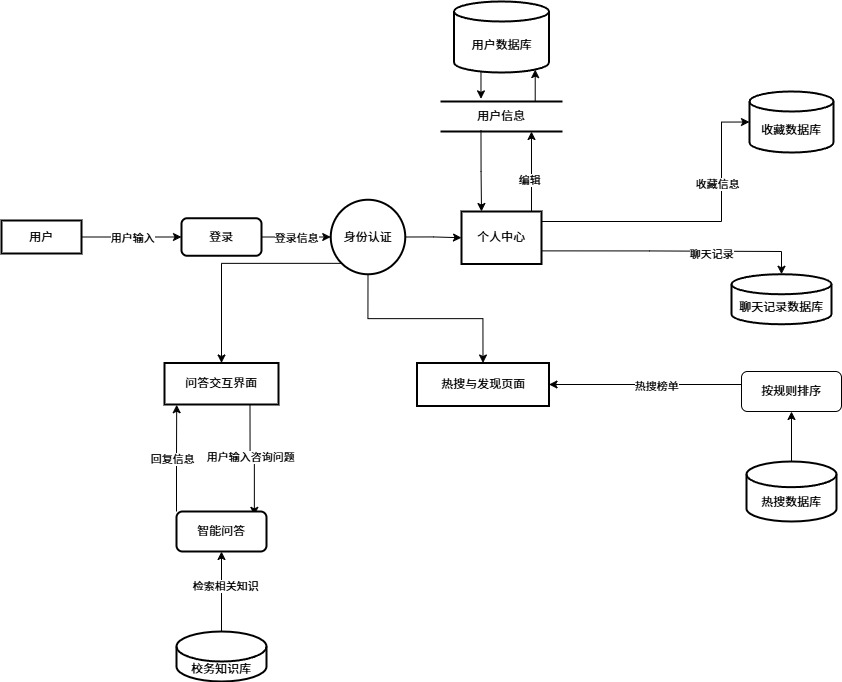 用户数据库
用户信息
收藏数据库
编辑
收藏信息
用户
用户输入
登录
登录信息
身份认证
个人中心
聊天记录
聊天记录数据库
问答交互界面
热搜与发现页面
热搜榜单
按规则排序
回复信息
用户输入咨询问题
热搜数据库
智能问答
检索相关知识
校务知识库